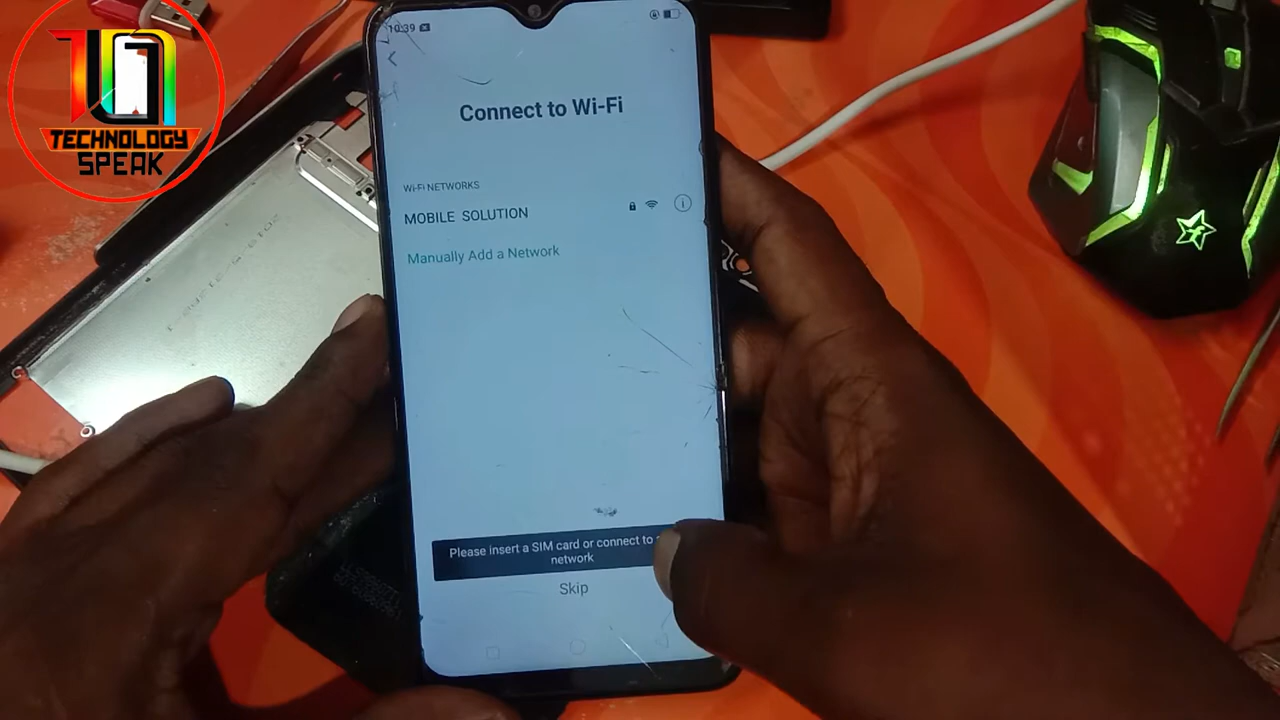 TECHNOLOGY
SPEAK
10:39
Connect to Wi-Fi
Wi-Fi NETWORKS
MOBILE SOLUTION
Manually Add a Network
Please insert a SIM card or connect to
network
Skip